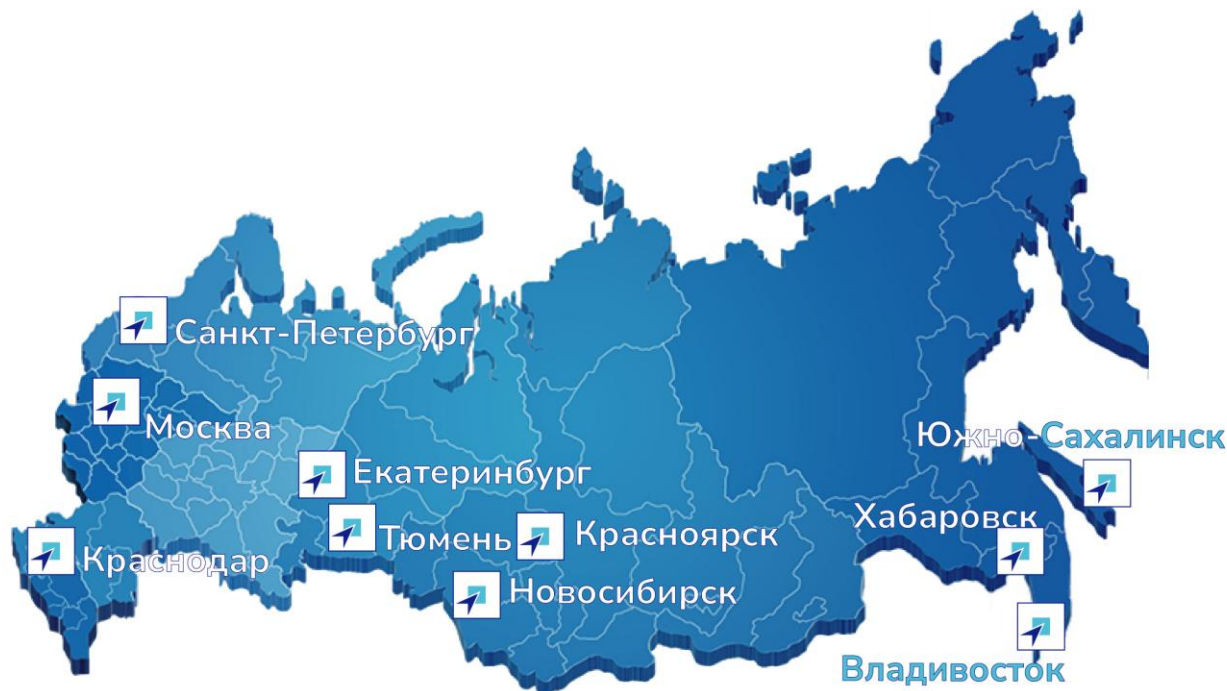 Санкт-Петербург
Москва
Южно-Сахалинск
Екатеринбург
Хабаровск
Тюмень
Красноярск
Краснодар
Новосибирск
Владивосток